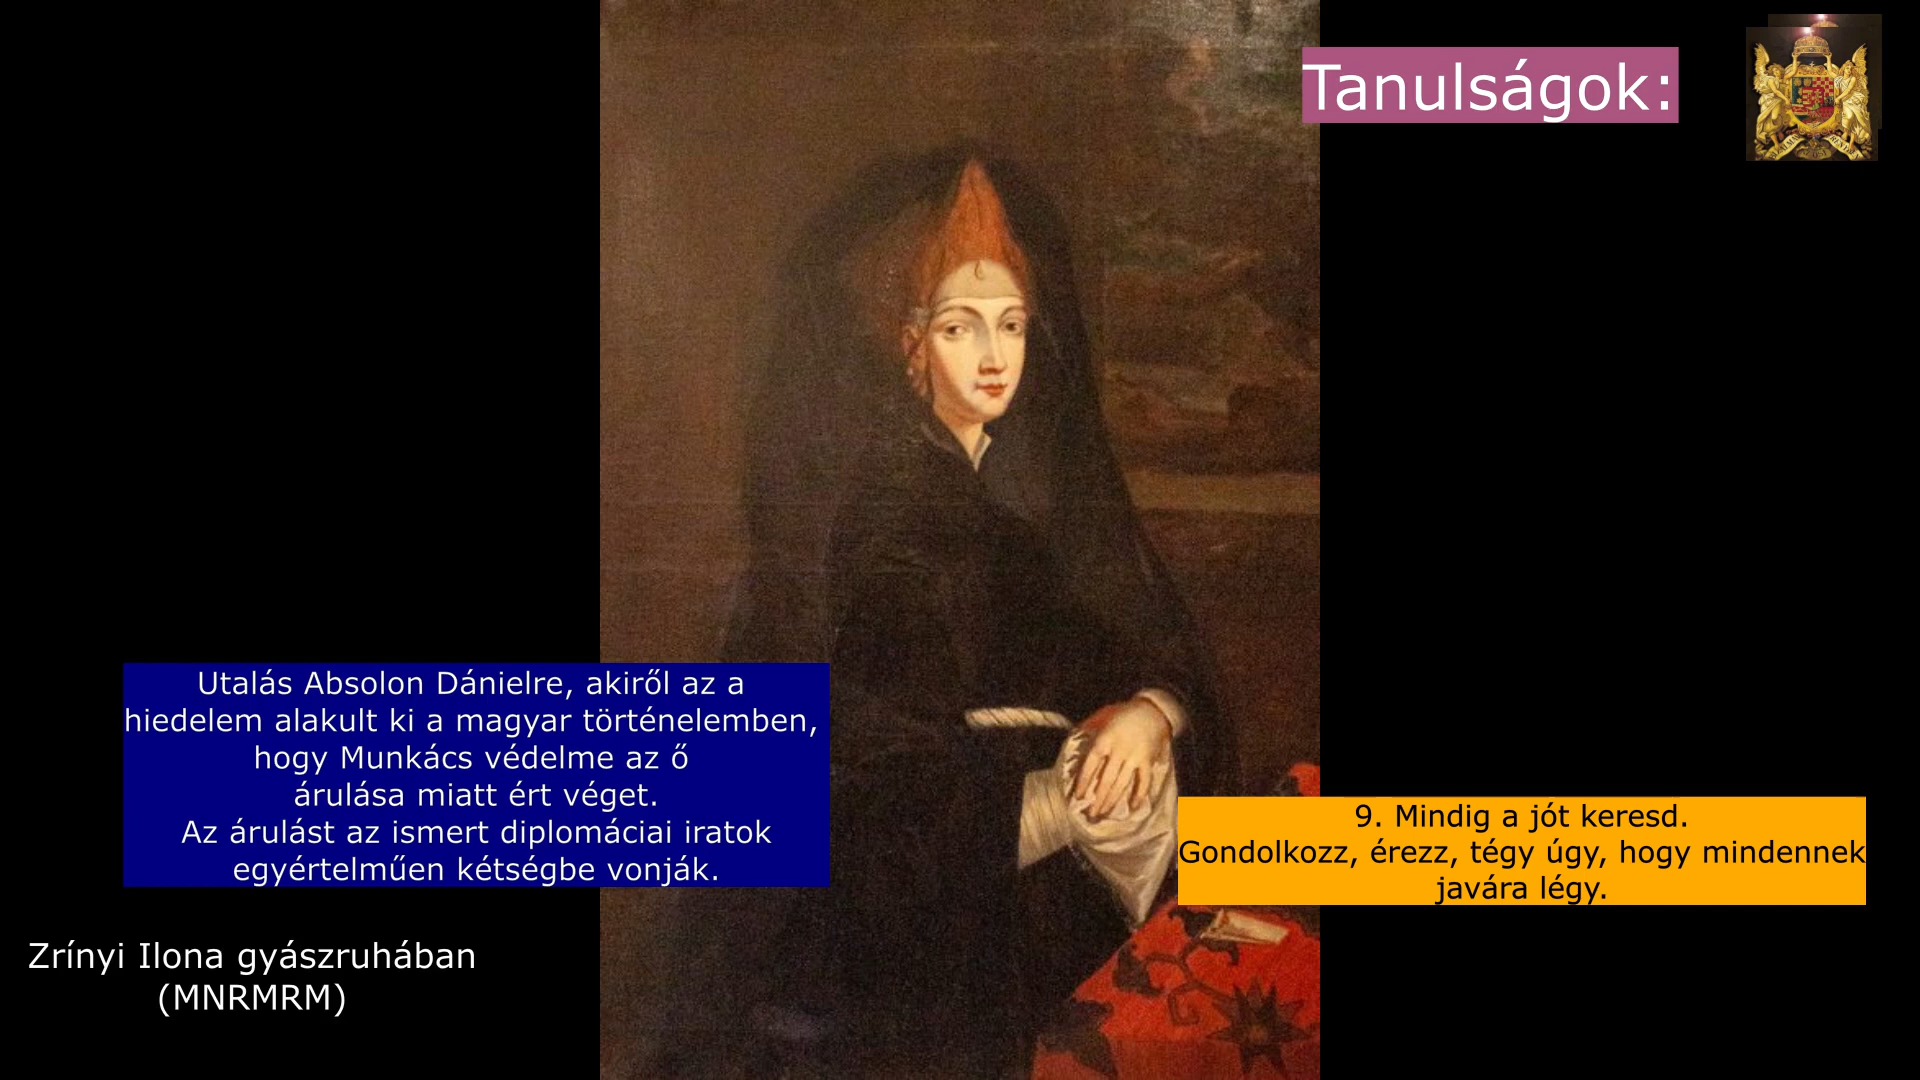 Tanulságok:
Utalás Absolon Dánielre, akiről az a
hiedelem alakult ki a magyar történelemben,
hogy Munkács védelme az ő
árulása miatt ért véget.
Az árulást az ismert diplomáciai iratok
egyértelműen kétségbe vonják.
9. Mindig a jót keresd.
Gondolkozz, érezz, tégy úgy, hogy mindennek
javára légy.
Zrínyi Ilona gyászruhában
(MNRMRM)